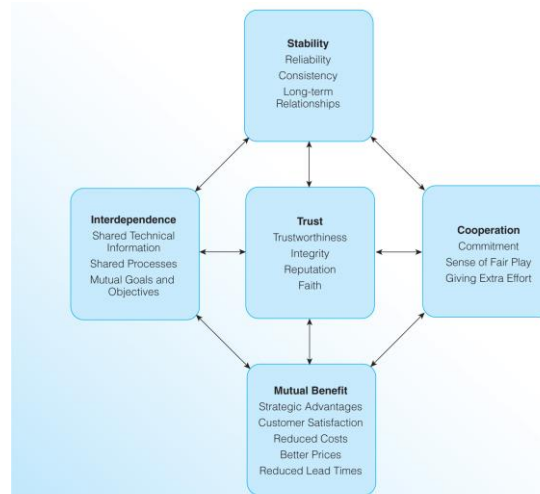 Stability
Reliability
Consistency
Long-term
Relationships
Interdependence
Shared Technical
Information
Shared Processes
Mutual Goals and
Objectives
Trust
Trustworthiness
Integrity
Reputation
Faith
Cooperation
Commitment
Sense of Fair Play
Giving Extra Effort
Mutual Benefit
Strategic Advantages
Customer Satisfaction
Reduced Costs
Better Prices
Reduced Lead Times